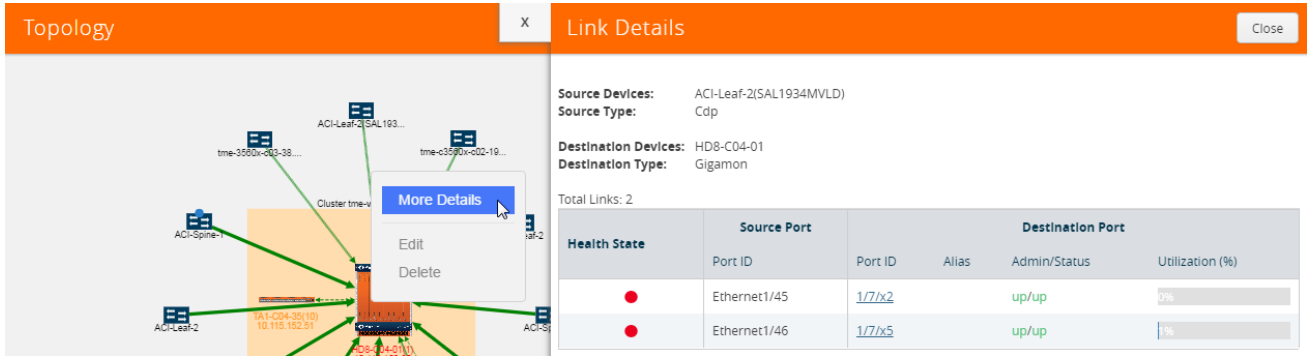 Topology
x
Link Details
Close
ACI-Leaf-2(SAL193...
tme-3560x-c03-38....
tme-c3560x-c02-19...
Cluster tme-v
More Details
Edit
Delete
ACI-Spine-1
eaf-2
TA1-C04-35(10)
10.115.152.51
ACI-Leaf-2
ACI-Sp
HD8-C04-01(1)
Source Devices: ACI-Leaf-2(SAL1934MVLD)
Source Type: Cdp
Destination Devices: HD8-C04-01
Destination Type: Gigamon
Total Links: 2
Health State Source Port Destination Port
Port ID Port ID Alias Admin/Status Utilization (%)
Ethernet1/45 1/7/x2 up/up 0%
Ethernet1/46 1/7/x5 up/up 1%